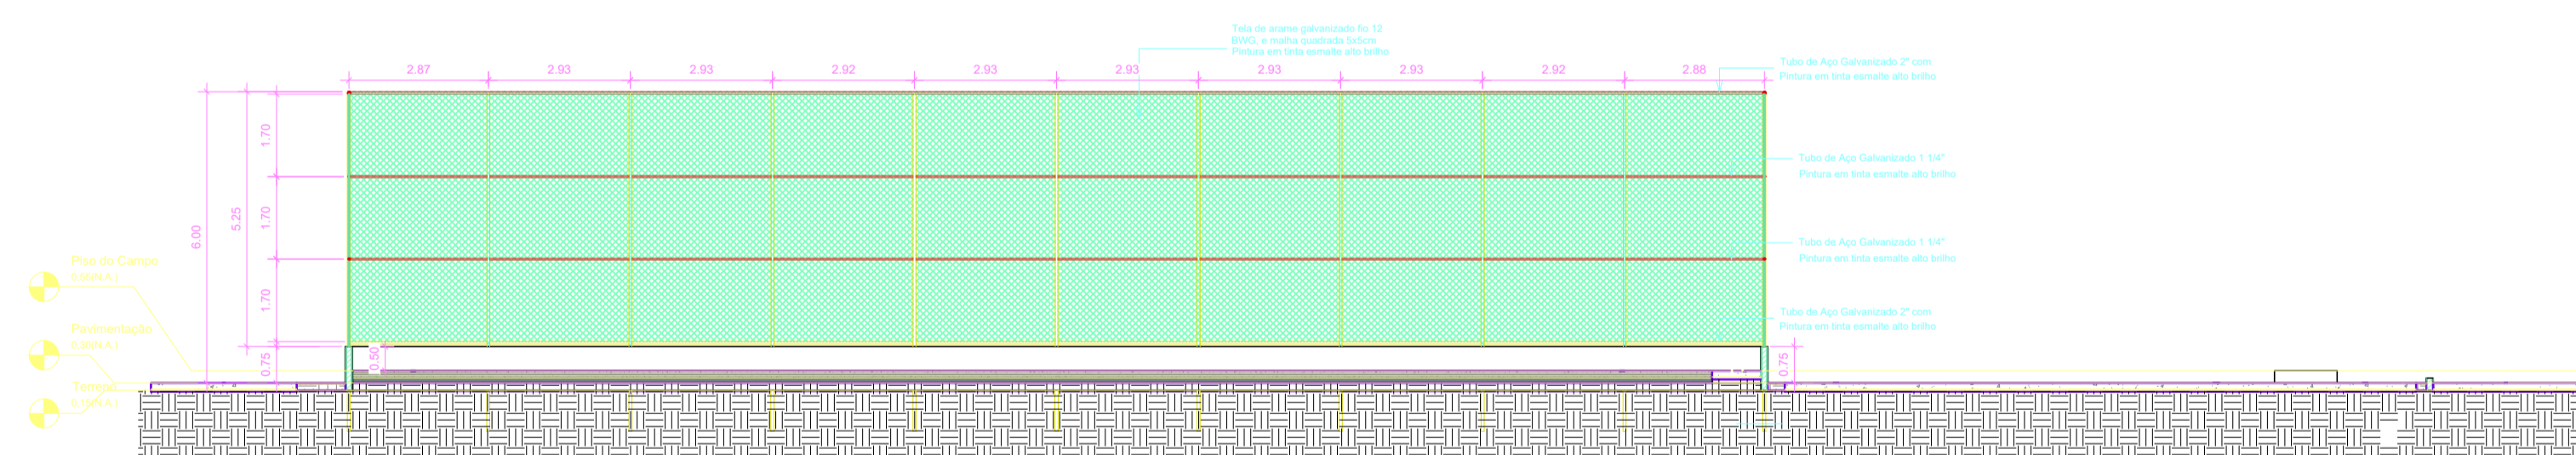 Tela de arame galvanizado fio 12
BWG, e malha quadrada 5x5cm
Pintura em tinta esmalte alto brilho
2.87
2.93
2.93
2.92
2.93
2.93
2.93
2.93
2.92
2.88
Tubo de Aço Galvanizado 2" com
Pintura em tinta esmalte alto brilho
1.70
Tubo de Aço Galvanizado 1 1/4"
Pintura em tinta esmalte alto brilho
6.00
5.25
1.70
Tubo de Aço Galvanizado 1 1/4"
Pintura em tinta esmalte alto brilho
Piso do Campo
1.70
Tubo de Aço Galvanizado 2" com
Pintura em tinta esmalte alto brilho
Pavimentação
0.75
0.50
0.75
Terreno